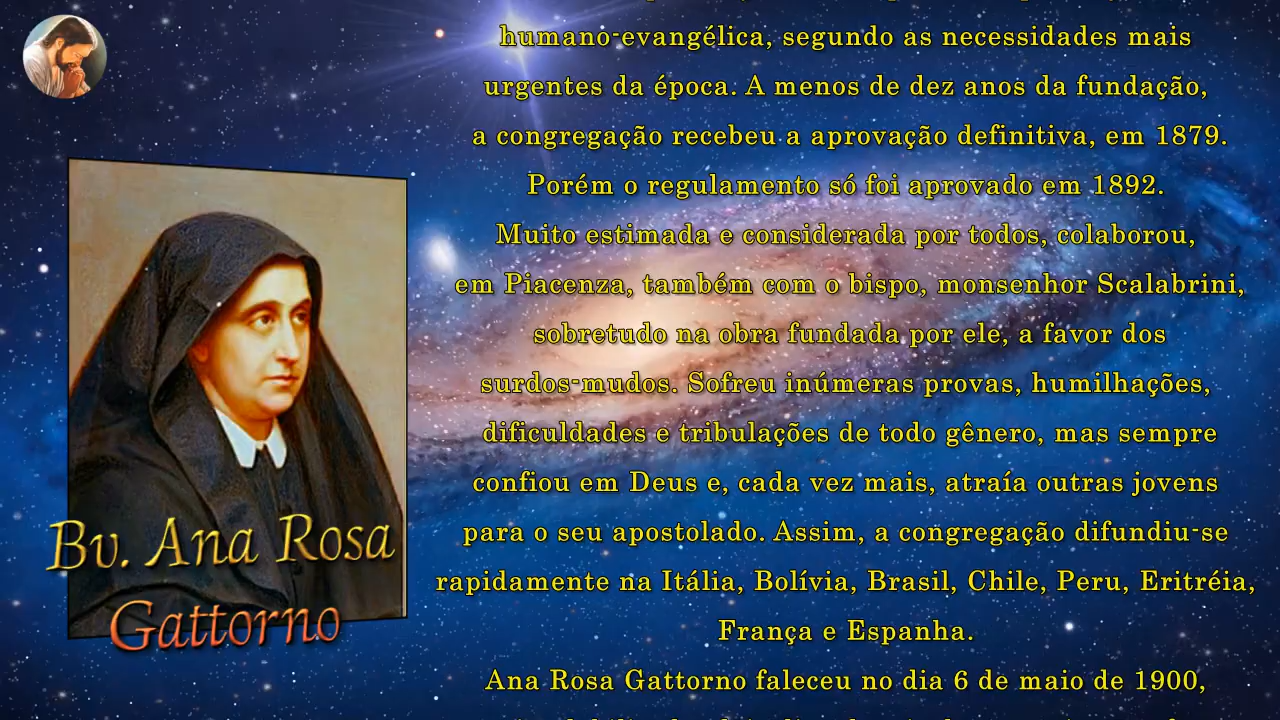 Bv. Ana Rosa
Gattorno
humano-evangélica, segundo as necessidades mais
urgentes da época. A menos de dez anos da fundação,
a congregação recebeu a aprovação definitiva, em 1879.
Porém o regulamento só foi aprovado em 1892.
Muito estimada e considerada por todos, colaborou,
em Piacenza, também com o bispo, monsenhor Scalabrini,
sobretudo na obra fundada por ele, a favor dos
surdos-mudos. Sofreu inúmeras provas, humilhações,
dificuldades e tribulações de todo gênero, mas sempre
confiou em Deus e, cada vez mais, atraía outras jovens
para o seu apostolado. Assim, a congregação difundiu-se
rapidamente na Itália, Bolívia, Brasil, Chile, Peru, Eritréia,
França e Espanha.
Ana Rosa Gattorno faleceu no dia 6 de maio de 1900,